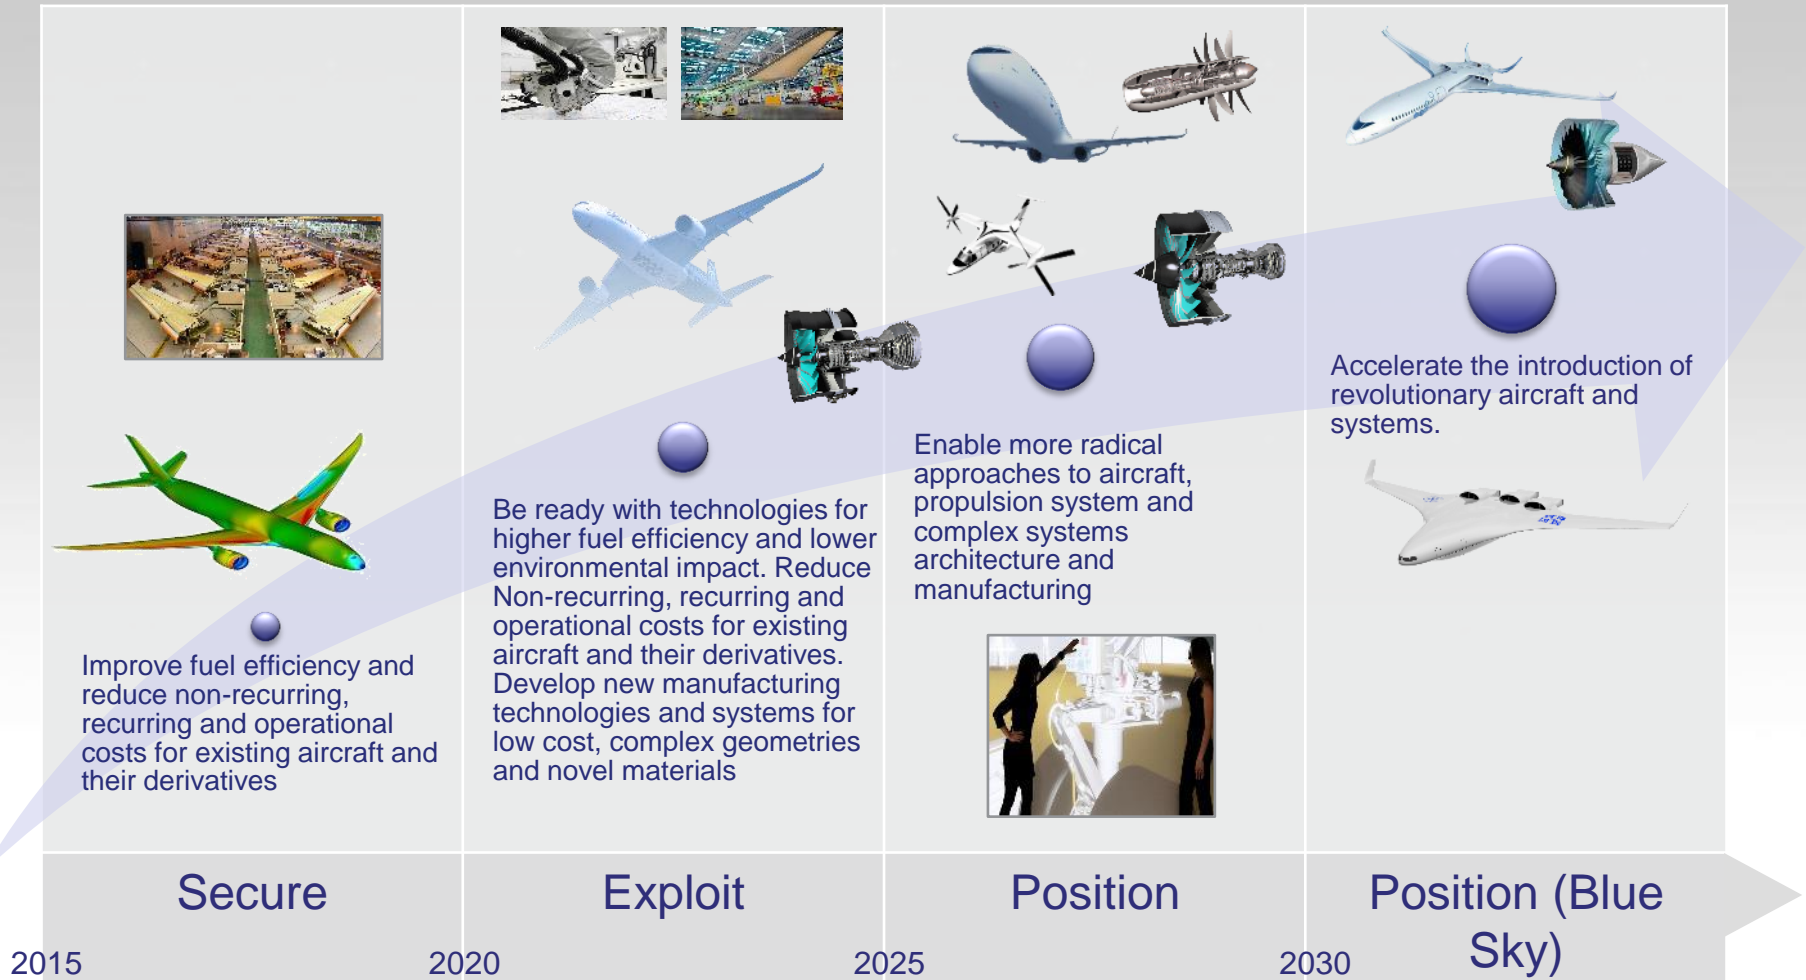 Improve fuel efficiency and
reduce non-recurring,
recurring and operational
costs for existing aircraft and
their derivatives
Be ready with technologies for
higher fuel efficiency and lower
environmental impact. Reduce
Non-recurring, recurring and
operational costs for existing
aircraft and their derivatives.
Develop new manufacturing
technologies and systems for
low cost, complex geometries
and novel materials
Enable more radical
approaches to aircraft,
propulsion system and
complex systems
architecture and
manufacturing
Accelerate the introduction of
revolutionary aircraft and
systems.
Secure
Exploit
Position
Position (Blue
Sky)
2015
2020
2025
2030